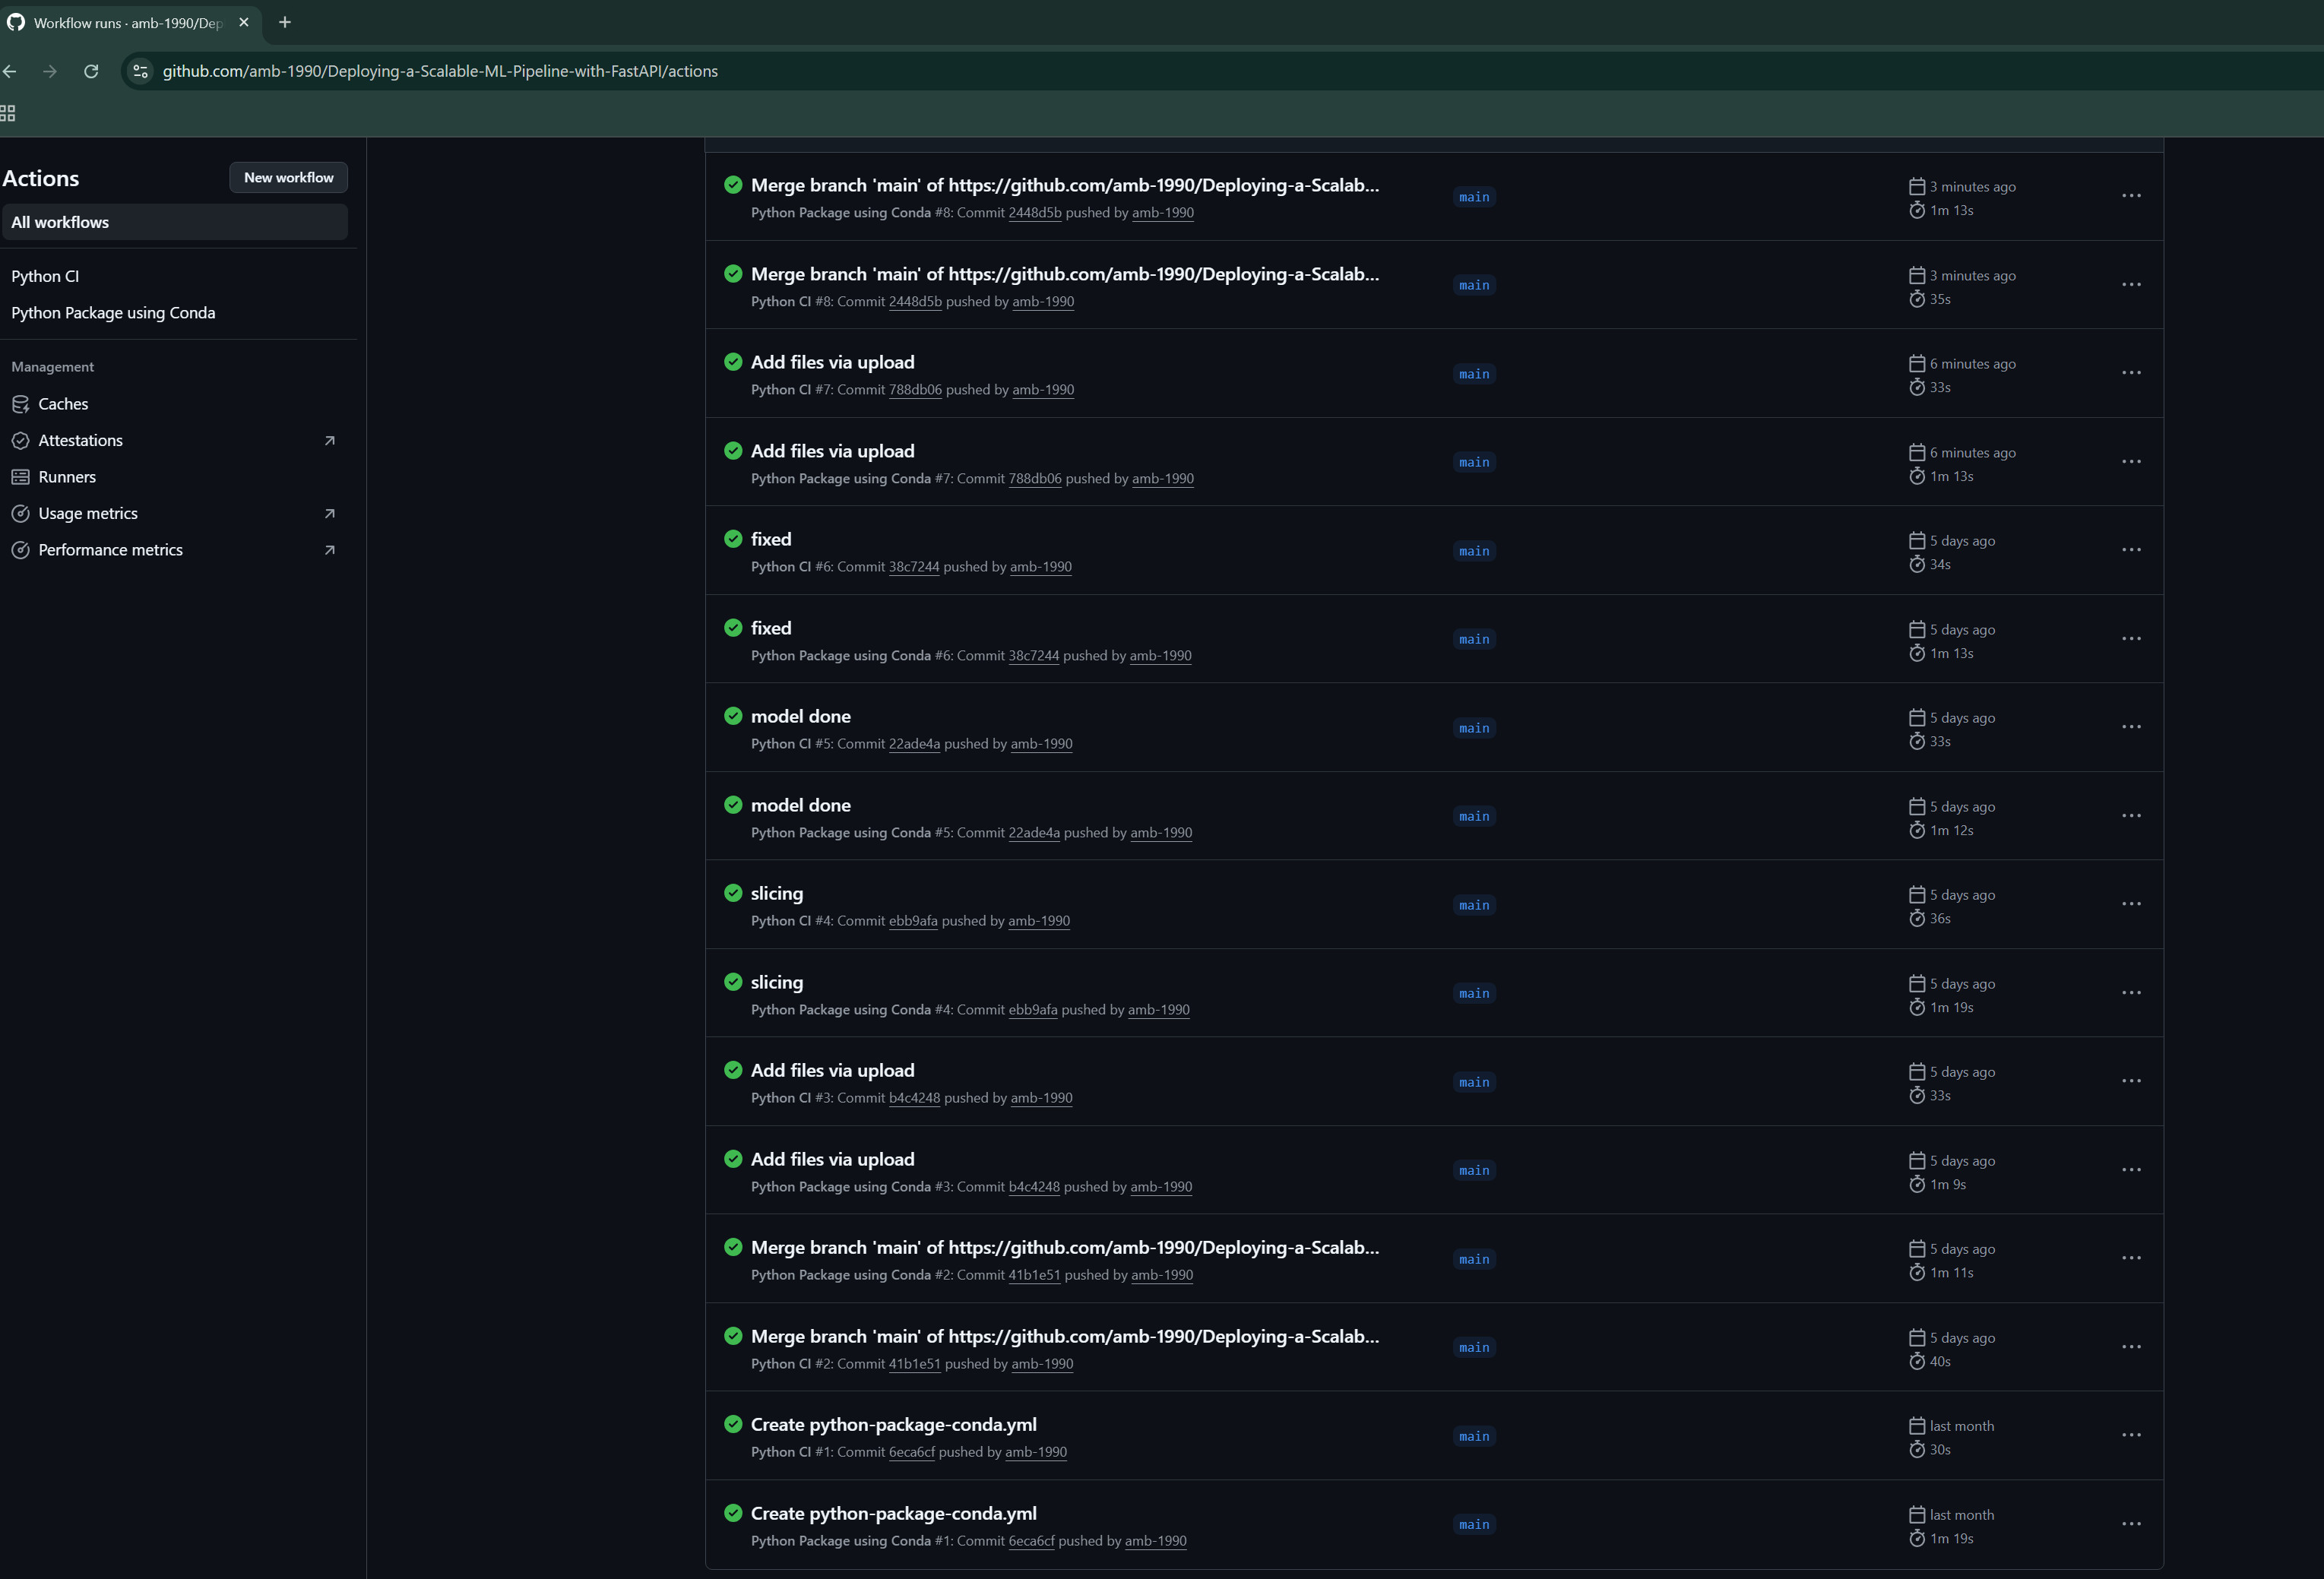 Workflow runs · amb-1990/Dep
github.com/amb-1990/Deploying-a-Scalable-ML-Pipeline-with-FastAPI/actions
Actions
New workflow
All workflows
Python CI
Python Package using Conda
Management
Caches
Attestations
Runners
Usage metrics
Performance metrics
Merge branch 'main' of https://github.com/amb-1990/Deploying-a-Scalab...
Python Package using Conda #8: Commit 2448d5b pushed by amb-1990
main
3 minutes ago
1m 13s
Merge branch 'main' of https://github.com/amb-1990/Deploying-a-Scalab...
Python CI #8: Commit 2448d5b pushed by amb-1990
main
3 minutes ago
35s
Add files via upload
Python CI #7: Commit 788db06 pushed by amb-1990
main
6 minutes ago
33s
Add files via upload
Python Package using Conda #7: Commit 788db06 pushed by amb-1990
main
6 minutes ago
1m 13s
fixed
Python CI #6: Commit 38c7244 pushed by amb-1990
main
5 days ago
34s
fixed
Python Package using Conda #6: Commit 38c7244 pushed by amb-1990
main
5 days ago
1m 13s
model done
Python CI #5: Commit 22ade4a pushed by amb-1990
main
5 days ago
33s
model done
Python Package using Conda #5: Commit 22ade4a pushed by amb-1990
main
5 days ago
1m 12s
slicing
Python CI #4: Commit ebb9afa pushed by amb-1990
main
5 days ago
36s
slicing
Python Package using Conda #4: Commit ebb9afa pushed by amb-1990
main
5 days ago
1m 19s
Add files via upload
Python CI #3: Commit b4c4248 pushed by amb-1990
main
5 days ago
33s
Add files via upload
Python Package using Conda #3: Commit b4c4248 pushed by amb-1990
main
5 days ago
1m 9s
Merge branch 'main' of https://github.com/amb-1990/Deploying-a-Scalab...
Python Package using Conda #2: Commit 41b1e51 pushed by amb-1990
main
5 days ago
1m 11s
Merge branch 'main' of https://github.com/amb-1990/Deploying-a-Scalab...
Python CI #2: Commit 41b1e51 pushed by amb-1990
main
5 days ago
40s
Create python-package-conda.yml
Python CI #1: Commit 6eca6cf pushed by amb-1990
main
last month
30s
Create python-package-conda.yml
Python Package using Conda #1: Commit 6eca6cf pushed by amb-1990
main
last month
1m 19s